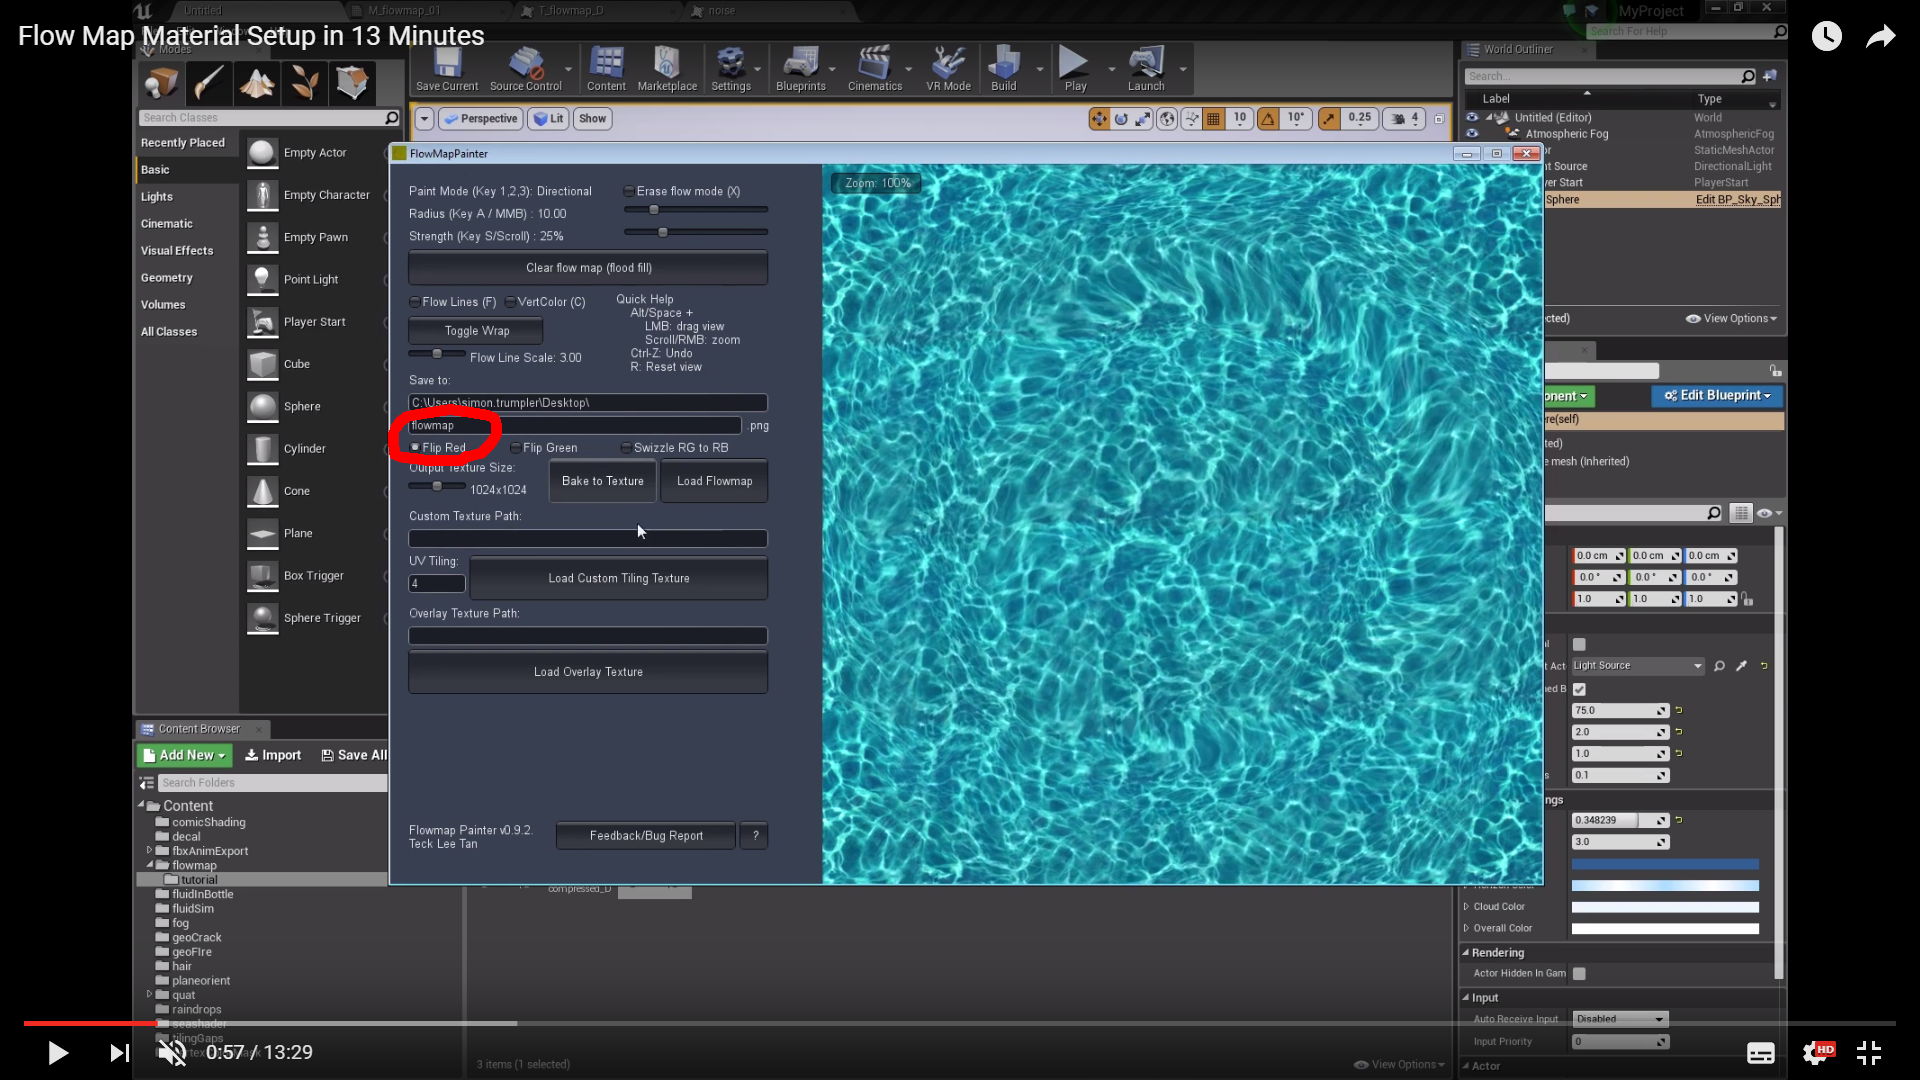 Untitled
M_flowmap_01
T_flowmap_D
noise
MyProject
Flow Map Material Setup in 13 Minutes
Search For Help
Modes
World Outliner
Save Current
Source Control
Content
Marketplace
Settings
Blueprints
Cinematics
VR Mode
Build
Play
Launch
Search...
Label
Type
Search Classes
Perspective
Lit
Show
10
10°
0.25
4
Untitled (Editor)
World
Atmospheric Fog
AtmosphericFog
StaticMeshActor
Source
DirectionalLight
yer Start
PlayerStart
Sphere
Edit BP_Sky_Sph
ected)
View Options
Recently Placed
Basic
Lights
Cinematic
Visual Effects
Geometry
Volumes
All Classes
Empty Actor
Empty Character
Empty Pawn
Point Light
Player Start
Cube
Sphere
Cylinder
Cone
Plane
Box Trigger
Sphere Trigger
FlowMapPainter
Paint Mode (Key 1,2,3): Directional
Erase flow mode (X)
Radius (Key A / MMB) : 10.00
Strength (Key S/Scroll) : 25%
Clear flow map (flood fill)
Flow Lines (F)
VertColor (C)
Toggle Wrap
Flow Line Scale: 3.00
Quick Help
Alt/Space +
LMB: drag view
Scroll/RMB: zoom
Ctrl-Z: Undo
R: Reset view
Save to:
C:\Users\simon.trumpler\Desktop\
flowmap
.png
Flip Red
Flip Green
Swizzle RG to RB
Output Texture Size:
1024x1024
Bake to Texture
Load Flowmap
Custom Texture Path:
UV Tiling:
4
Load Custom Tiling Texture
Overlay Texture Path:
Load Overlay Texture
Flowmap Painter v0.9.2.
Teck Lee Tan
Feedback/Bug Report
?
Zoom: 100%
onent
Edit Blueprint
ere(self)
ted)
e mesh (Inherited)
0.0 cm
0.0 cm
0.0 cm
0.0 °
0.0 °
0.0 °
1.0
1.0
1.0
Light Source
75.0
2.0
1.0
0.1
ngs
0.348239
3.0
Cloud Color
Overall Color
Rendering
Actor Hidden In Gam
Input
Auto Receive Input
Disabled
Input Priority
0
Actor
Content Browser
Add New
Import
Save All
Search Folders
Content
comicShading
decal
fbxAnimExport
flowmap
tutorial
fluidInBottle
fluidSim
fog
geoCrack
geoFIre
hair
planeorient
quat
raindrops
seashader
tilingGaps
compressed_D
3 items (1 selected)
View Options
0:57 / 13:29
HD